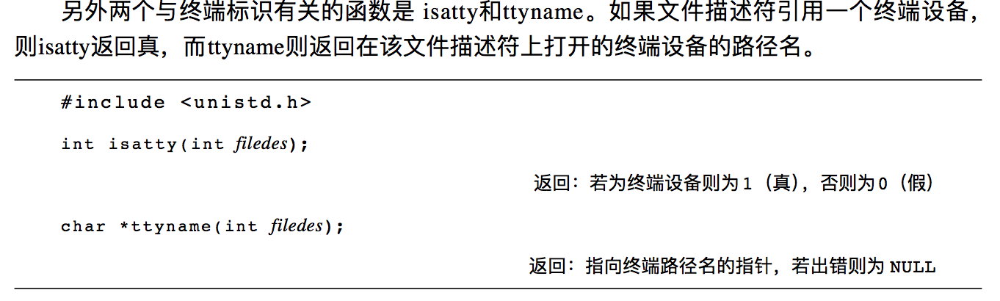 另外两个与终端标识有关的函数是 isatty和ttyname。如果文件描述符引用一个终端设备，
则isatty返回真，而ttyname则返回在该文件描述符上打开的终端设备的路径名。
#include <unistd.h>
int isatty(int filedes);
返回：若为终端设备则为1（真），否则为0（假）
char *ttyname(int filedes);
返回：指向终端路径名的指针，若出错则为 NULL